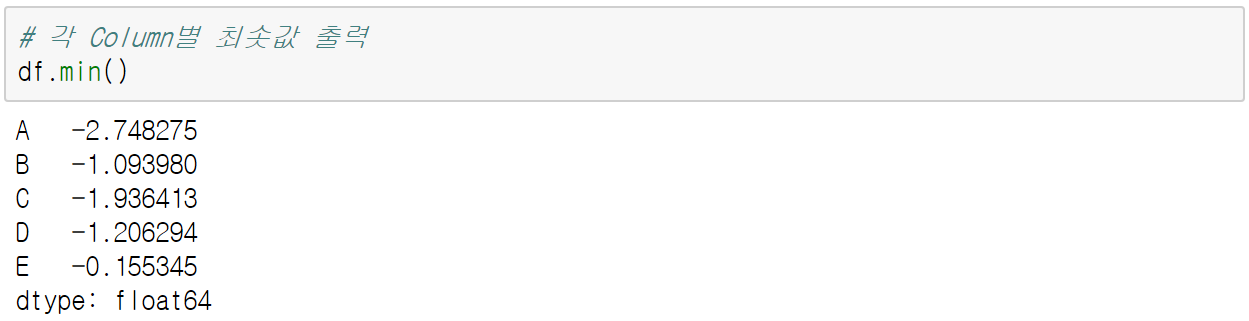 # 각 Column별 최솟값 출력
df.min()
A   -2.748275
B   -1.093980
C   -1.936413
D   -1.206294
E   -0.155345
dtype: float64